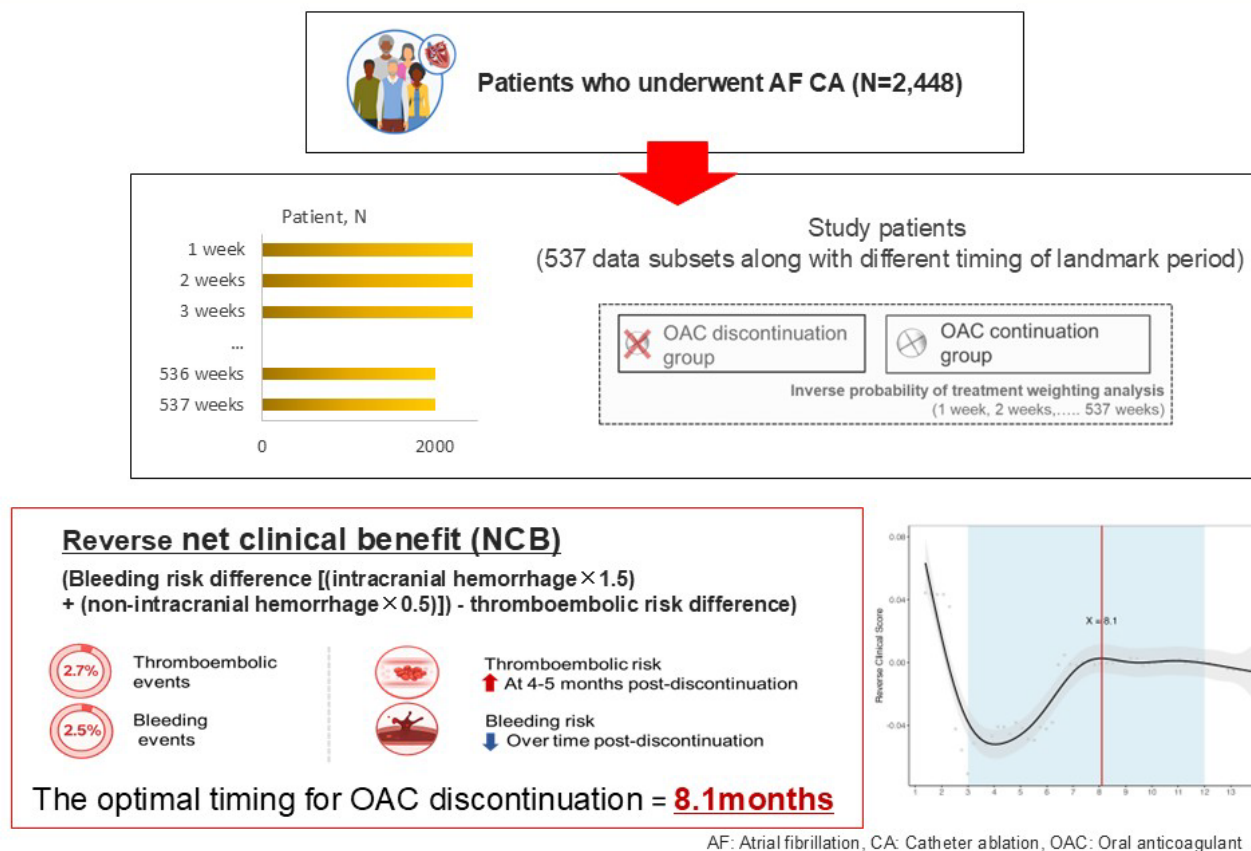 Patients who underwent AF CA (N=2,448)
Patient, N
1 week
2 weeks
3 weeks
...
536 weeks
537 weeks
0
2000
Study patients
(537 data subsets along with different timing of landmark period)
OAC discontinuation
group
OAC continuation
group
Inverse probability of treatment weighting analysis
(1 week, 2 weeks,..... 537 weeks)
Reverse net clinical benefit (NCB)
(Bleeding risk difference [(intracranial hemorrhage×1.5)
+ (non-intracranial hemorrhage×0.5)]) - thromboembolic risk difference)
2.7%
Thromboembolic
events
2.5%
Bleeding
events
Thromboembolic risk
At 4-5 months post-discontinuation
Bleeding risk
Over time post-discontinuation
The optimal timing for OAC discontinuation = 8.1months
Reverse Clinical Score
0.08
0.04
0.00
-0.04
X = 8.1
1 2 3 4 5 6 7 8 9 10 11 12 13
AF: Atrial fibrillation, CA: Catheter ablation, OAC: Oral anticoagulant